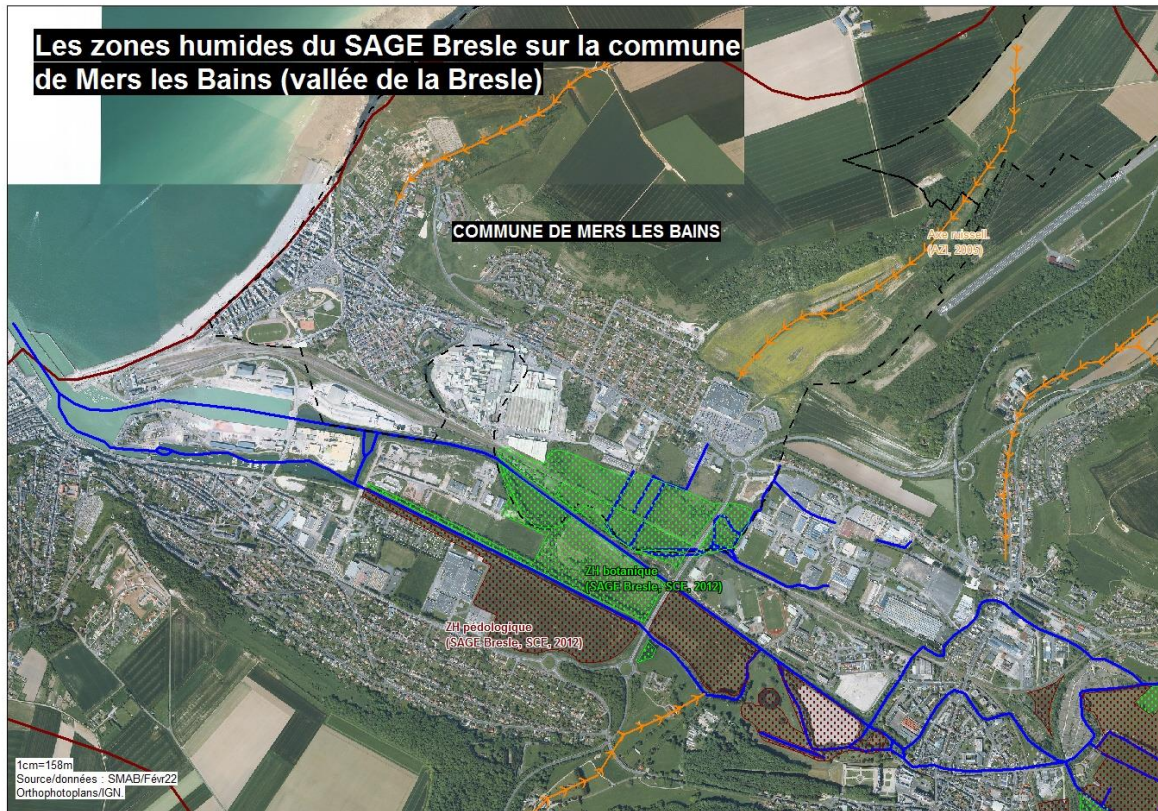 Les zones humides du SAGE Bresle sur la commune
de Mers les Bains (vallée de la Bresle)
COMMUNE DE MERS LES BAINS
Axe ruissell.
(AZI, 2005)
ZH botanique
(SAGE Bresle, SCE, 2012)
ZH pédologique
(SAGE Bresle, SCE, 2012)
1cm=158m
Source/données : SMAB/Févr22
Orthophotoplans/IGN.